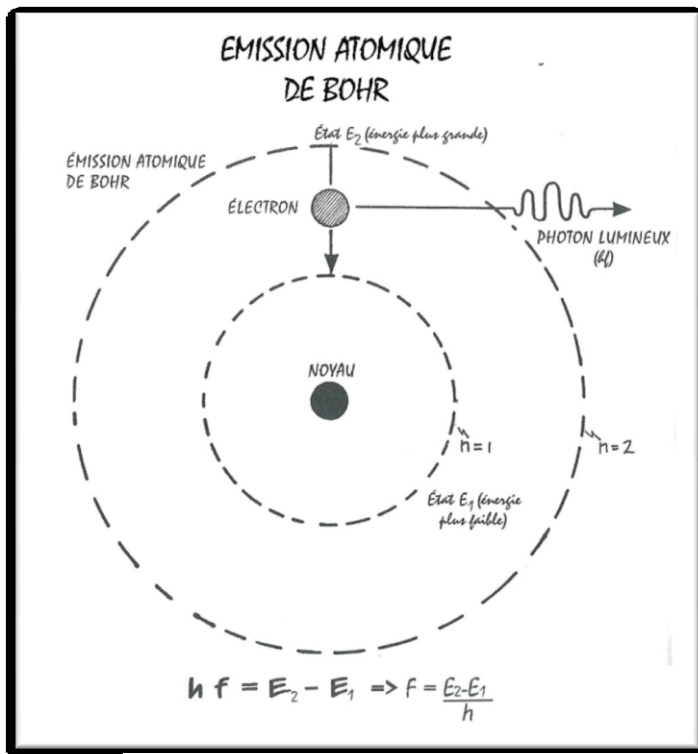 EMISSION ATOMIQUE
DE BOHR
État E₂ (énergie plus grande)
ÉMISSION ATOMIQUE
DE BOHR
ÉLECTRON
PHOTON LUMINEUX
(hf)
NOYAU
n=1
n=2
État E₁ (énergie
plus faible)
h f = E₂ - E₁ => F = E₂-E₁
h